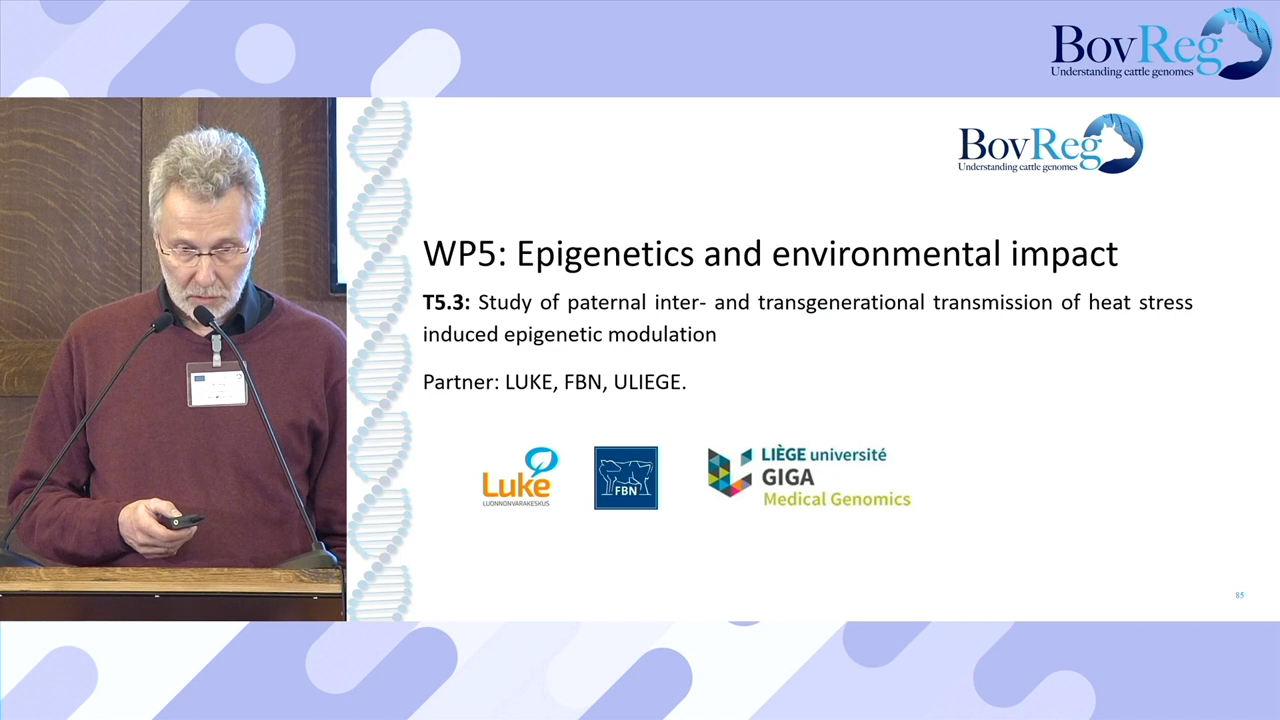 BovReg
Understanding cattle genomes
BovReg
Understanding cattle genomes
WP5: Epigenetics and environmental impact
T5.3: Study of paternal inter- and transgenerational transmission of heat stress
induced epigenetic modulation
Partner: LUKE, FBN, ULIEGE.
Luke
LUONNONVARAKESKUS
FBN
LIÈGE université
GIGA
Medical Genomics
85